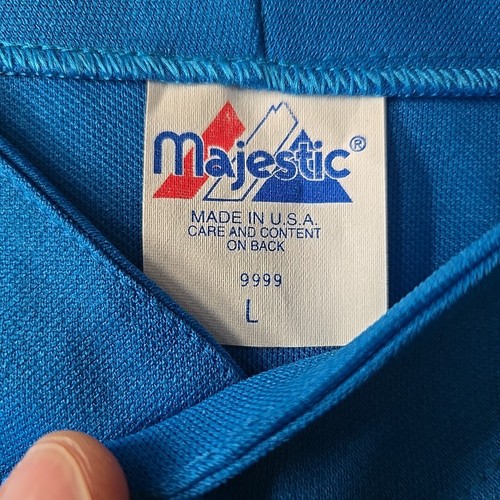 Majestic®
MADE IN U.S.A.
CARE AND CONTENT
ON BACK
9999
L